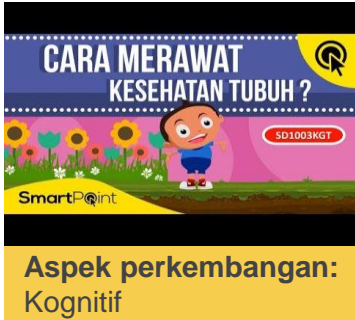 CARA MERAWAT
KESEHATAN TUBUH ?
SD1003KGT
SmartPoint
Aspek perkembangan:
Kognitif